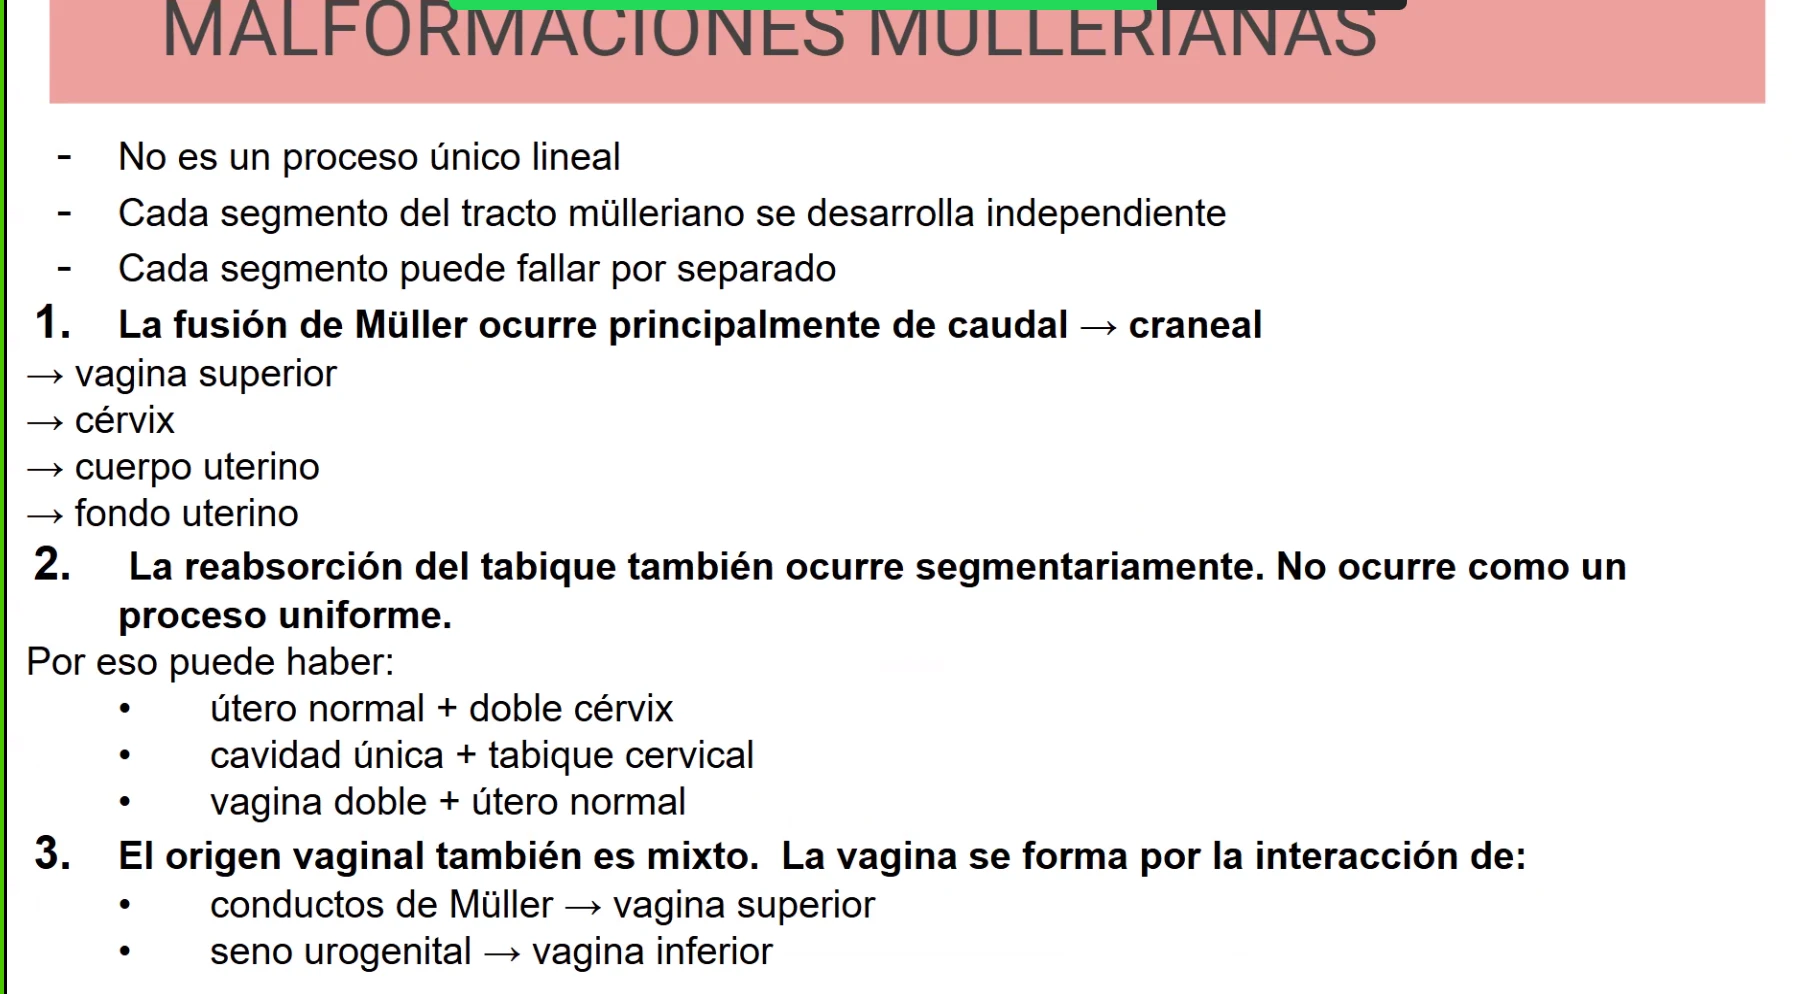 MALFORMACIONES MULLERIANAS
- No es un proceso único lineal
- Cada segmento del tracto mülleriano se desarrolla independiente
- Cada segmento puede fallar por separado
1. La fusión de Müller ocurre principalmente de caudal → craneal
→ vagina superior
→ cérvix
→ cuerpo uterino
→ fondo uterino
2. La reabsorción del tabique también ocurre segmentariamente. No ocurre como un
proceso uniforme.
Por eso puede haber:
• útero normal + doble cérvix
• cavidad única + tabique cervical
• vagina doble + útero normal
3. El origen vaginal también es mixto. La vagina se forma por la interacción de:
• conductos de Müller → vagina superior
• seno urogenital → vagina inferior